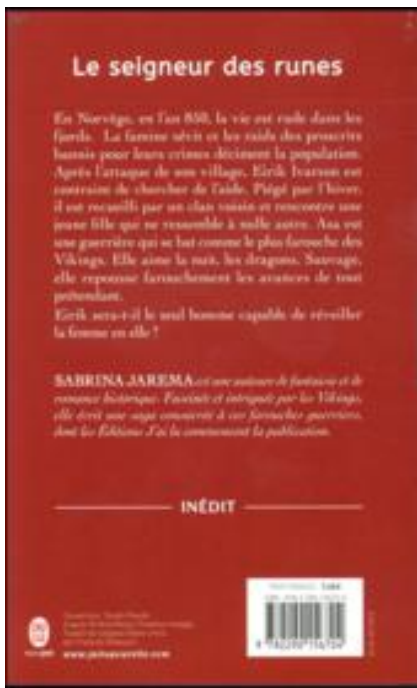 Le seigneur des runes
En Norvège, en l'an 850, la vie est rude dans les
fjords. La famine sévit et les raids des proscrits
bannis pour leurs crimes déciment la population.
Après l'attaque de son village, Eirik Ivarson est
contraint de chercher de l'aide. Piégé par l'hiver,
il est recueilli par un clan voisin et rencontre une
jeune fille qui ne ressemble à nulle autre. Asa est
une guerrière qui se bat comme le plus farouche des
Vikings. Elle aime la nuit, les dragons. Sauvage,
elle repousse farouchement les avances de tout
prétendant.
Eirik sera-t-il le seul homme capable de réveiller
la femme en elle ?
SABRINA JAREMA est une auteure de fantaisie et de
romance historique. Fascinée et intriguée par les Vikings,
elle écrit une saga consacrée à ces farouches guerriers,
dont les Éditions J'ai lu commencent la publication.
INÉDIT